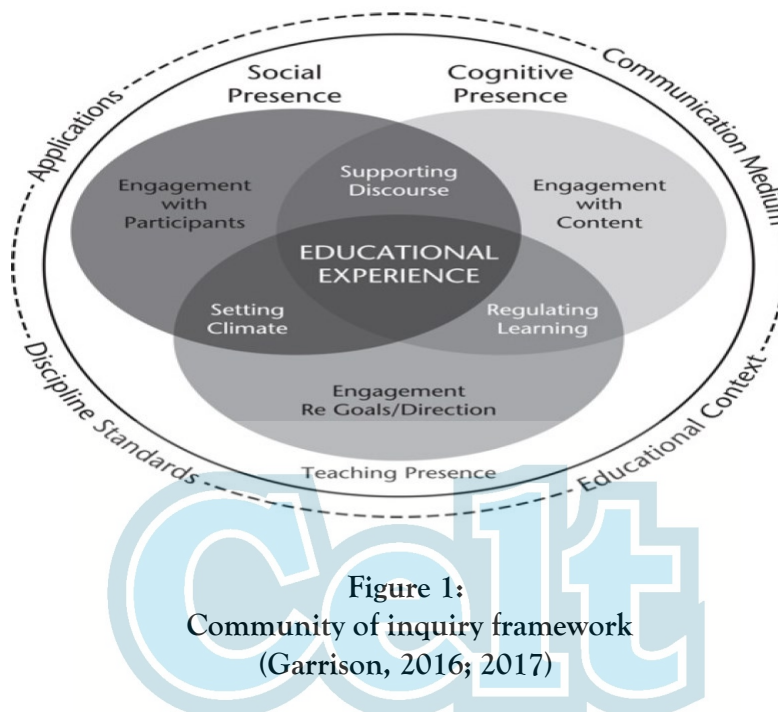 Social
Presence
Cognitive
Presence
Applications
Communication Medium
Engagement
with
Participants
Supporting
Discourse
Engagement
with
Content
EDUCATIONAL
EXPERIENCE
Setting
Climate
Regulating
Learning
Engagement
Re Goals/Direction
Teaching Presence
Discipline Standards
Educational Context
Celt
Figure 1:
Community of inquiry framework
(Garrison, 2016; 2017)